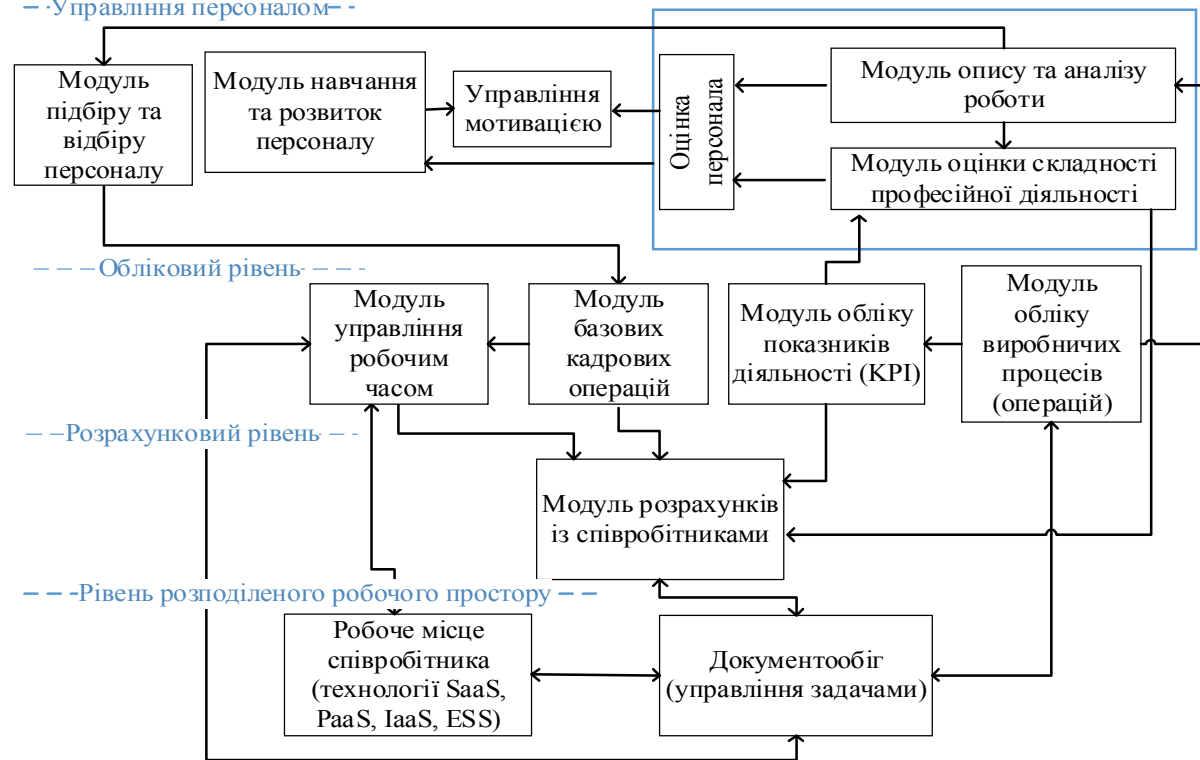 Управління персоналом
Модуль
підбіру та
відбіру
персоналу
Модуль навчання
та розвиток
персоналу
Управління
мотивацією
Оцінка
персонала
Модуль опису та аналізу
роботи
Модуль оцінки складності
професійної діяльності
Обліковий рівень
Модуль
управління
робочим
часом
Модуль
базових
кадрових
операцій
Модуль обліку
показників
діяльності (KPI)
Модуль
обліку
виробничих
процесів
(операцій)
Розрахунковий рівень
Модуль розрахунків
із співробітниками
Рівень розподіленого робочого простору
Робоче місце
співробітника
(технології SaaS,
PaaS, IaaS, ESS)
Документообіг
(управління задачами)